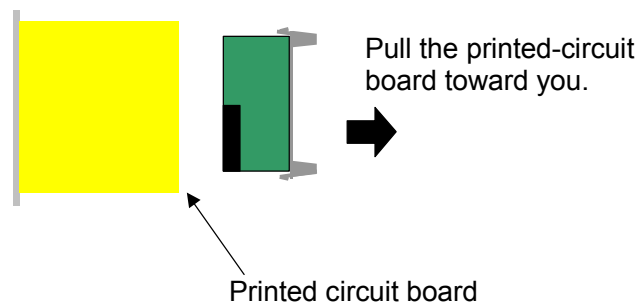 Pull the printed-circuit
board toward you.
Printed circuit board